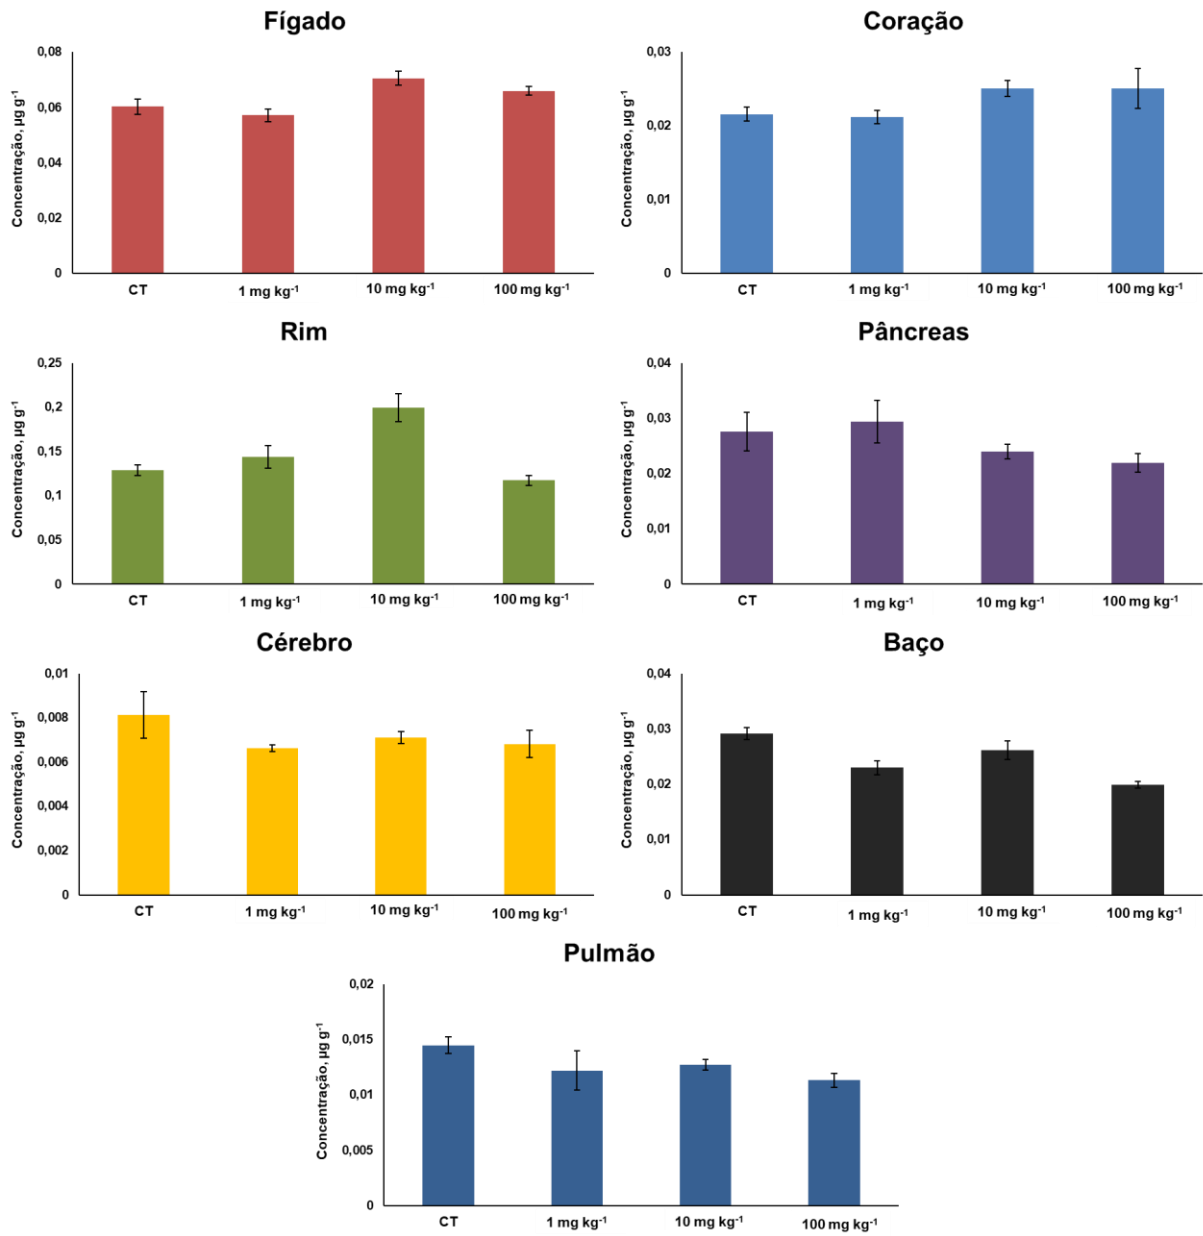 Fígado
Concentração, µg g⁻¹
0,08
0,06
0,04
0,02
0
CT
1 mg kg⁻¹
10 mg kg⁻¹
100 mg kg⁻¹
Coração
Concentração, µg g⁻¹
0,03
0,02
0,01
0
CT
1 mg kg⁻¹
10 mg kg⁻¹
100 mg kg⁻¹
Rim
Concentração, µg g⁻¹
0,25
0,2
0,15
0,1
0,05
0
CT
1 mg kg⁻¹
10 mg kg⁻¹
100 mg kg⁻¹
Pâncreas
Concentração, µg g⁻¹
0,04
0,03
0,02
0,01
0
CT
1 mg kg⁻¹
10 mg kg⁻¹
100 mg kg⁻¹
Cérebro
Concentração, µg g⁻¹
0,01
0,008
0,006
0,004
0,002
0
CT
1 mg kg⁻¹
10 mg kg⁻¹
100 mg kg⁻¹
Baço
Concentração, µg g⁻¹
0,04
0,03
0,02
0,01
0
CT
1 mg kg⁻¹
10 mg kg⁻¹
100 mg kg⁻¹
Pulmão
Concentração, µg g⁻¹
0,02
0,015
0,01
0,005
0
CT
1 mg kg⁻¹
10 mg kg⁻¹
100 mg kg⁻¹